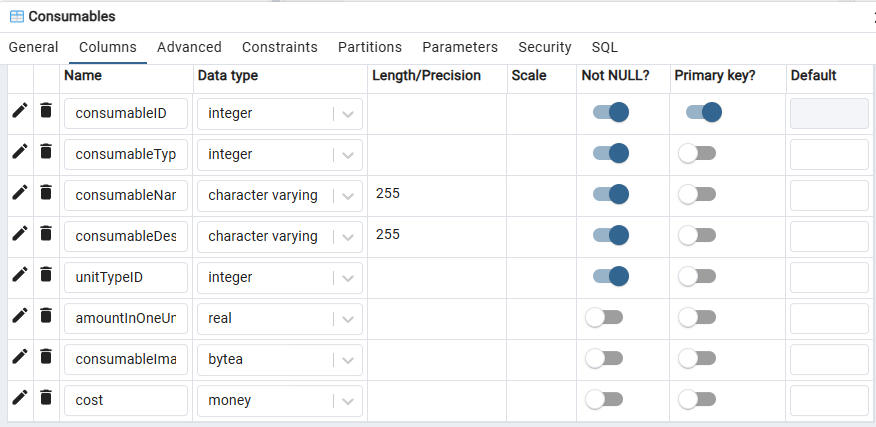 Consumables
General Columns Advanced Constraints Partitions Parameters Security SQL
Name Data type Length/Precision Scale Not NULL? Primary key? Default
consumableID integer
consumableTyp integer
consumableNar character varying 255
consumableDes character varying 255
unitTypeID integer
amountInOneUr real
consumableIma bytea
cost money